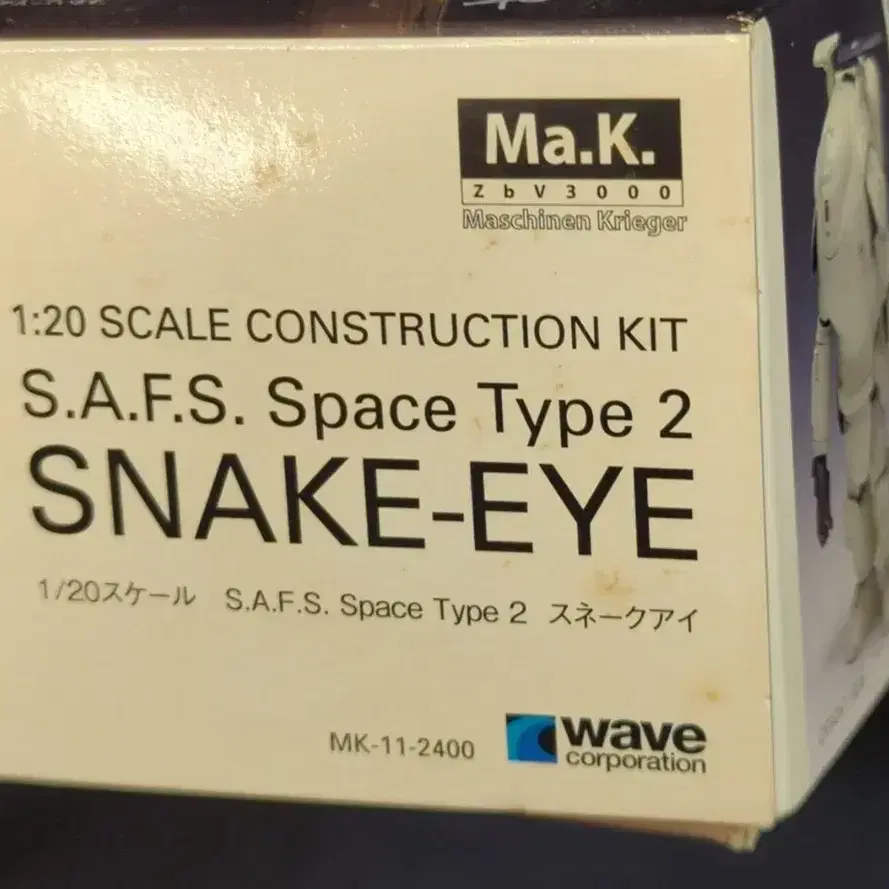 Ma.K.
ZbV3000
Maschinen Krieger
1:20 SCALE CONSTRUCTION KIT
S.A.F.S. Space Type 2
SNAKE-EYE
1/20スケール S.A.F.S. Space Type 2 スネークアイ
MK-11-2400
wave
corporation